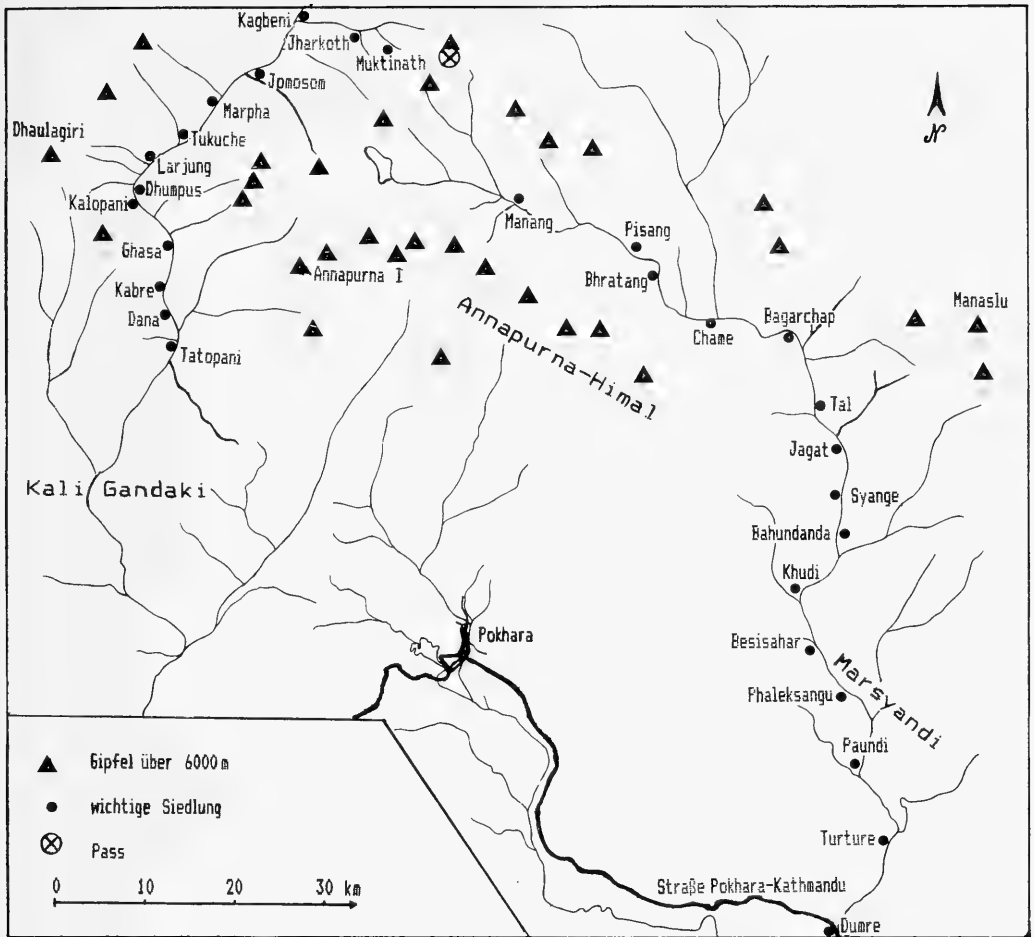 Kagbeni
Jharkoth
Muktinath
Jomosom
Marpha
Dhaulagiri
Tukuche
Larjung
Dhumpus
Kalopani
Ghasa
Kabre
Dana
Tatopani
Annapurna I
Annapurna-Himal
Manang
Pisang
Bhratang
Chame
Bagarchap
Manaslu
N
Tal
Jagat
Syange
Bahundanda
Khudi
Besisahar
Phaleksangu
Marsyandi
Paundi
Turture
Dumre
Kali Gandaki
Pokhara
Straße Pokhara-Kathmandu
Gipfel über 6000 m
wichtige Siedlung
Pass
0 10 20 30 km